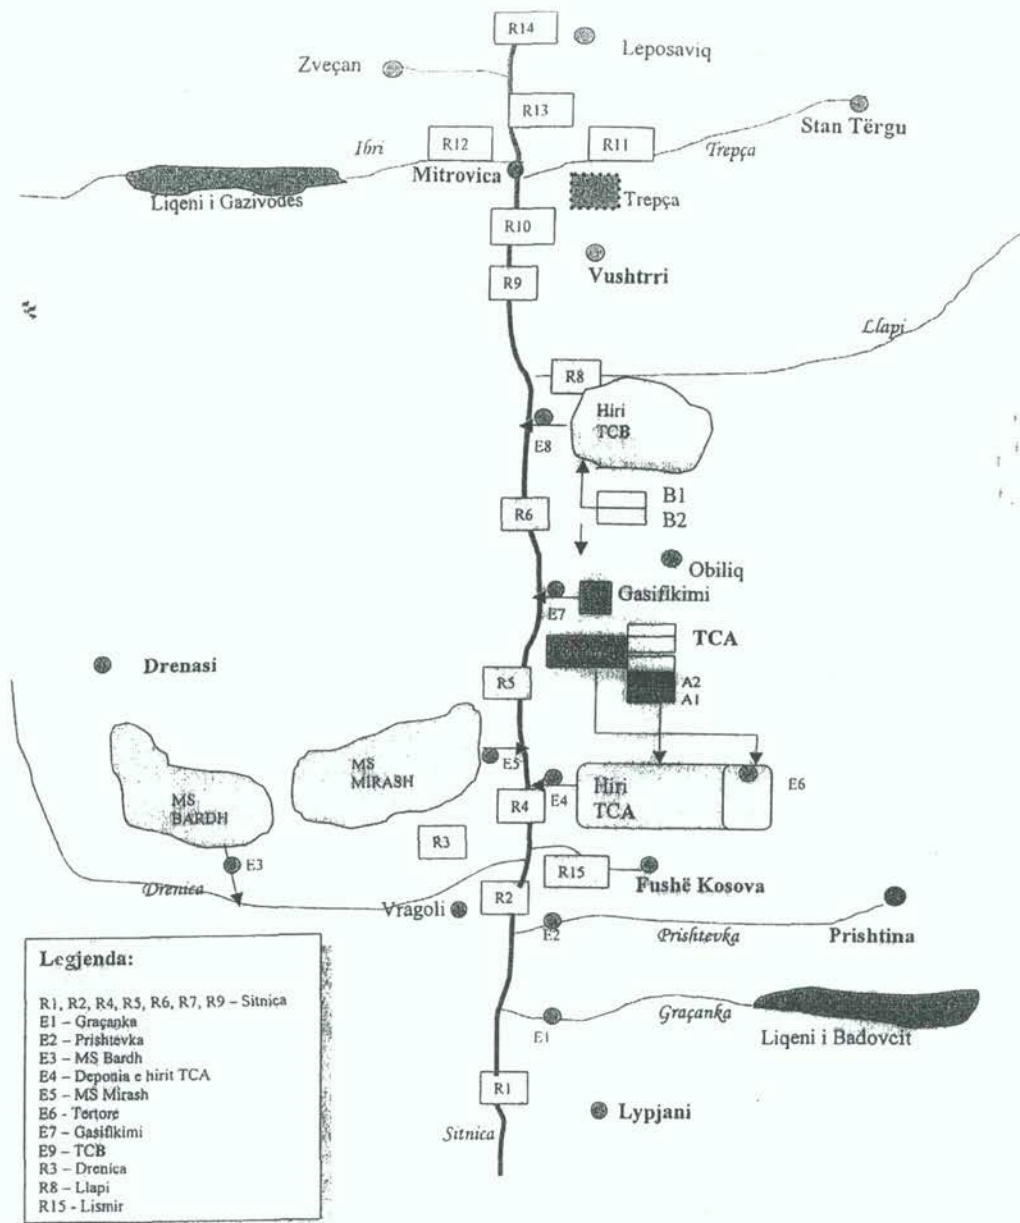 R14
Leposaviq
Zveçan
R13
Stan Tërgu
Ibri
R12
R11
Trepça
Mitrovica
Liqeni i Gazivodës
Trepça
R10
Vushtrri
R9
Llapi
R8
Hiri
TCB
E8
B1
B2
R6
Obiliq
Gasifikimi
E7
TCA
Drenasi
R5
A2
A1
MS
MIRASH
E5
MS
BARDH
Hiri
TCA
E4
E6
R4
R3
E3
R15
Fushë Kosova
Drenica
R2
Vragoli
E2
Prishtevka
Prishtina
Legjenda:
R1, R2, R4, R5, R6, R7, R9 – Sitnica
E1 – Graçanka
E2 – Prishtevka
E3 – MS Bardh
E4 – Deponia e hirit TCA
E5 – MS Mirash
E6 - Tertore
E7 – Gasifikimi
E9 – TCB
R3 – Drenica
R8 – Llapi
R15 - Lismir
Graçanka
E1
Liqeni i Badovcit
R1
Lypjani
Sitnica